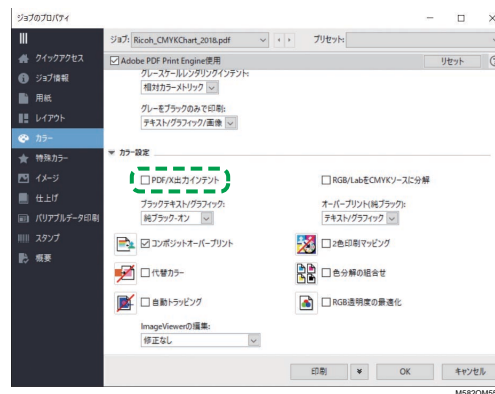 ジョブのプロパティ
ジョブ: Ricoh_CMYKChart_2018.pdf プリセット:
クイックアクセス
Adobe PDF Print Engine使用 リセット
グレースケールレンダリングインテント:
ジョブ情報
相対カラーメトリック
用紙
グレーをブラックのみで印刷:
レイアウト
テキスト/グラフィック/画像
カラー
カラー設定
特殊カラー
PDF/X出力インテント RGB/LabをCMYKソースに分解
イメージ
仕上げ
ブラックテキスト/グラフィック: オーバープリント(純ブラック):
純ブラック-オン テキスト/グラフィック
バリアブルデータ印刷
スタンプ
コンポジットオーバープリント 2色印刷マッピング
概要
代替カラー 色分解の組合せ
自動トラッピング RGB透明度の最適化
ImageViewerの編集:
修正なし
印刷 OK キャンセル
M582OM55